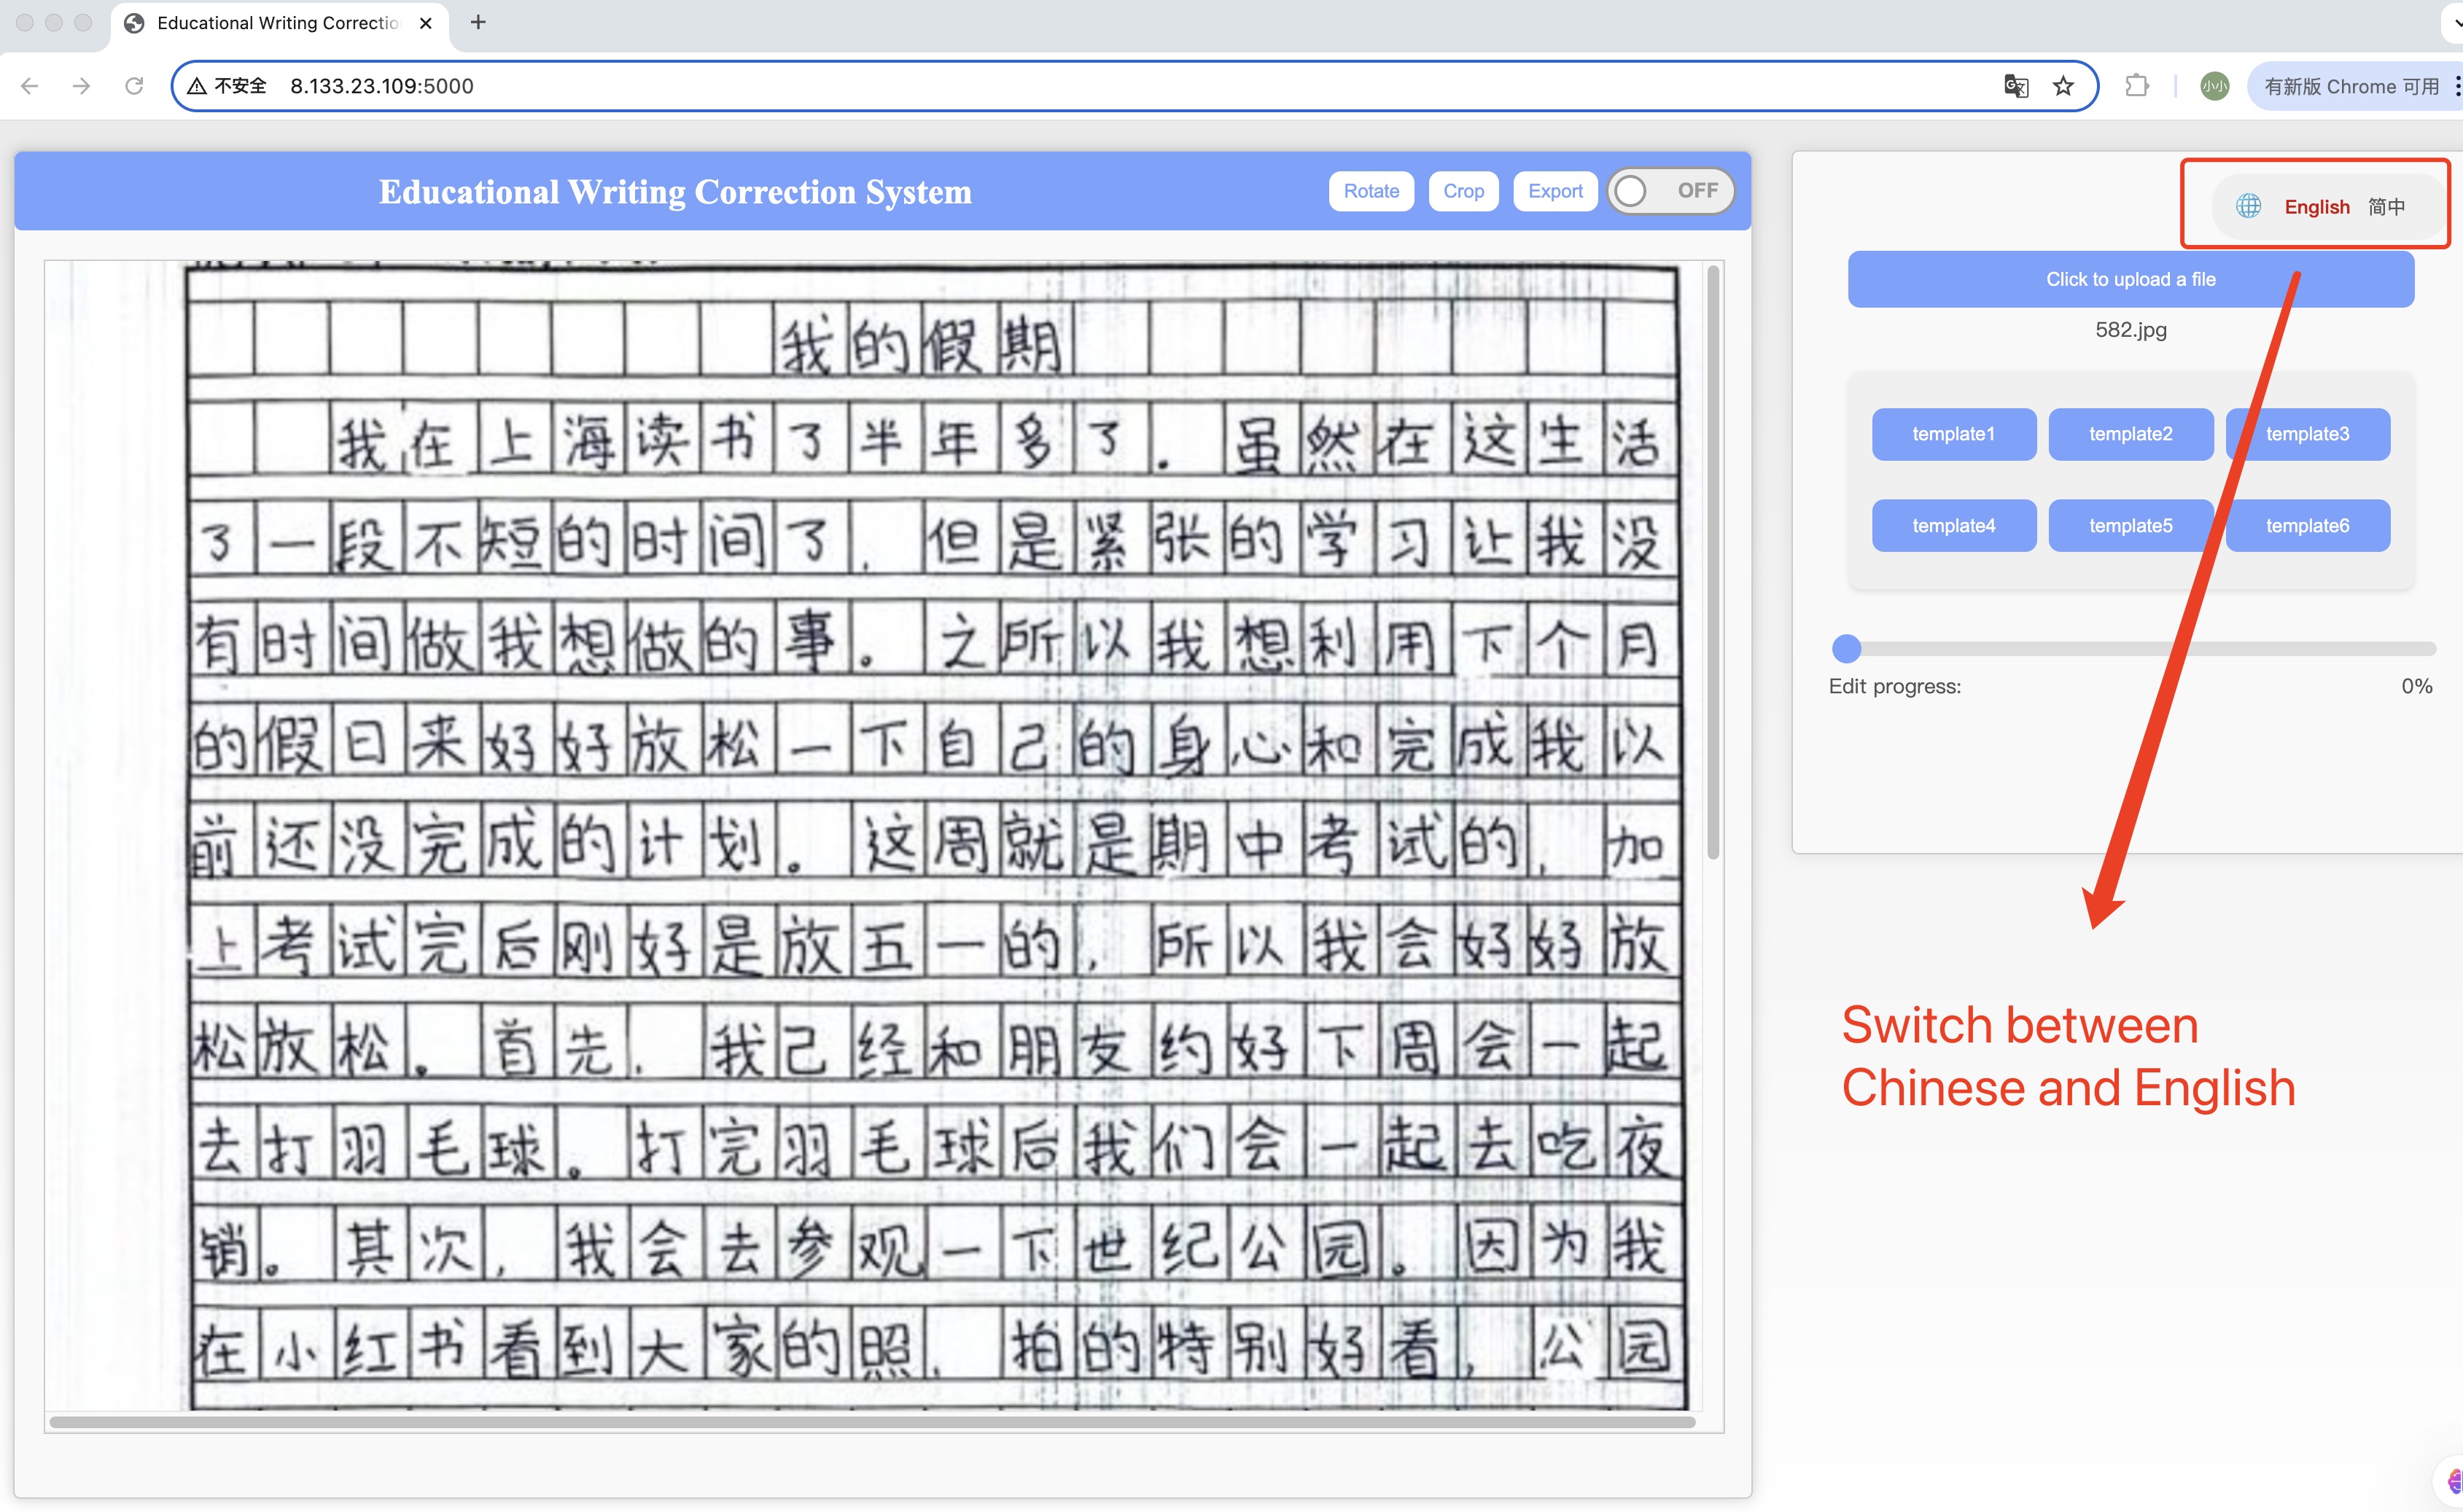 Educational Writing Correctio
不安全 8.133.23.109:5000
小小
有新版 Chrome 可用
Educational Writing Correction System
Rotate Crop Export OFF
English 简中
Click to upload a file
582.jpg
template1 template2 template3
template4 template5 template6
Edit progress: 0%
Switch between
Chinese and English
我的假期
我在上海读书了半年多了。虽然在这生活
了一段不短的时间了，但是紧张的学习让我没
有时间做我想做的事。之所以我想利用下个月
的假日来好好放松一下自己的身心和完成我以
前还没完成的计划。这周就是期中考试的，加
上考试完后刚好是放五一的，所以我会好好放
松放松。首先，我己经和朋友约好下周会一起
去打羽毛球。打完羽毛球后我们会一起去吃夜
销。其次，我会去参观一下世纪公园。因为我
在小红书看到大家的照，拍的特别好看，公园